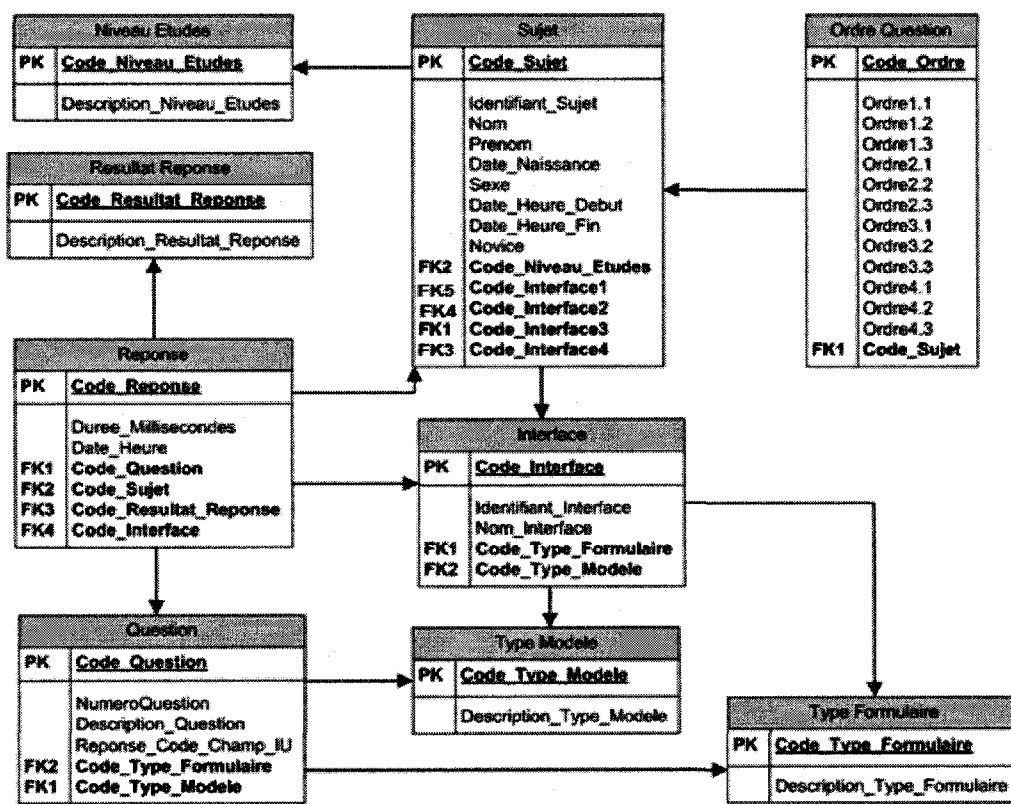 Niveau Etudes
PK Code_Niveau_Etudes
Description_Niveau_Etudes
Sujet
PK Code_Sujet
Identifiant_Sujet
Nom
Prenom
Date_Naissance
Sexe
Date_Heure_Debut
Date_Heure_Fin
Novice
FK2 Code_Niveau_Etudes
FK5 Code_Interface1
FK4 Code_Interface2
FK1 Code_Interface3
FK3 Code_Interface4
Ordre Question
PK Code_Ordre
Ordre1.1
Ordre1.2
Ordre1.3
Ordre2.1
Ordre2.2
Ordre2.3
Ordre3.1
Ordre3.2
Ordre3.3
Ordre4.1
Ordre4.2
Ordre4.3
FK1 Code_Sujet
Resultat Reponse
PK Code_Resultat_Reponse
Description_Resultat_Reponse
Reponse
PK Code_Reponse
Duree_Millisecondes
Date_Heure
FK1 Code_Question
FK2 Code_Sujet
FK3 Code_Resultat_Reponse
FK4 Code_Interface
Interface
PK Code_Interface
Identifiant_Interface
Nom_Interface
FK1 Code_Type_Formulaire
FK2 Code_Type_Modele
Question
PK Code_Question
NumeroQuestion
Description_Question
Reponse_Code_Champ_IU
FK2 Code_Type_Formulaire
FK1 Code_Type_Modele
Type Modele
PK Code_Type_Modele
Description_Type_Modele
Type Formulaire
PK Code_Type_Formulaire
Description_Type_Formulaire